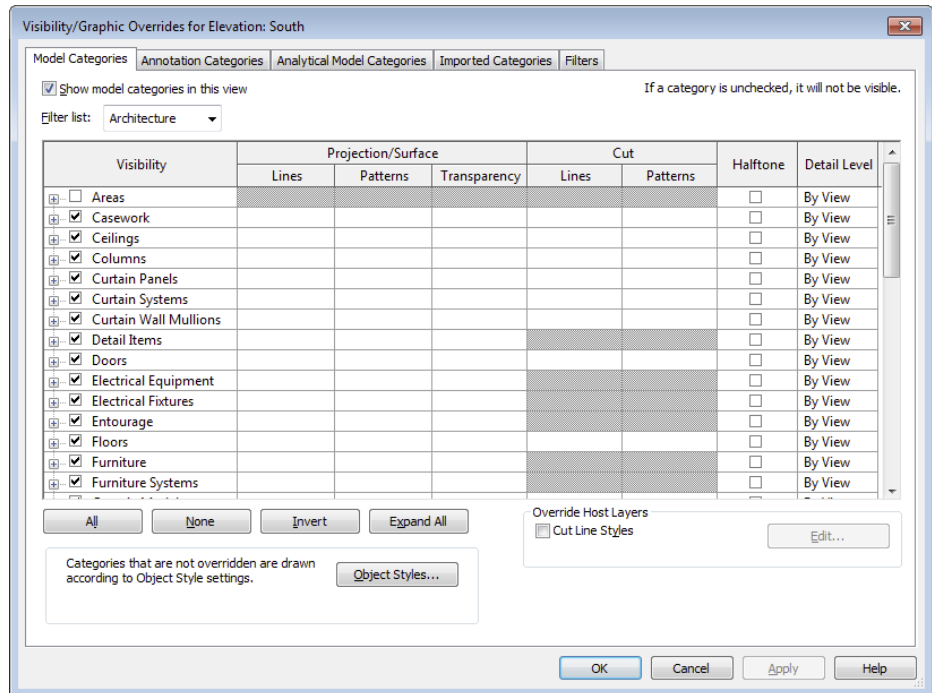 Visibility/Graphic Overrides for Elevation: South
Model Categories Annotation Categories Analytical Model Categories Imported Categories Filters
Show model categories in this view If a category is unchecked, it will not be visible.
Filter list: Architecture
Visibility Projection/Surface Cut Halftone Detail Level
Lines Patterns Transparency Lines Patterns
Areas By View
Casework By View
Ceilings By View
Columns By View
Curtain Panels By View
Curtain Systems By View
Curtain Wall Mullions By View
Detail Items By View
Doors By View
Electrical Equipment By View
Electrical Fixtures By View
Entourage By View
Floors By View
Furniture By View
Furniture Systems By View
All None Invert Expand All
Override Host Layers
Cut Line Styles Edit...
Categories that are not overridden are drawn
according to Object Style settings.
Object Styles...
OK Cancel Apply Help